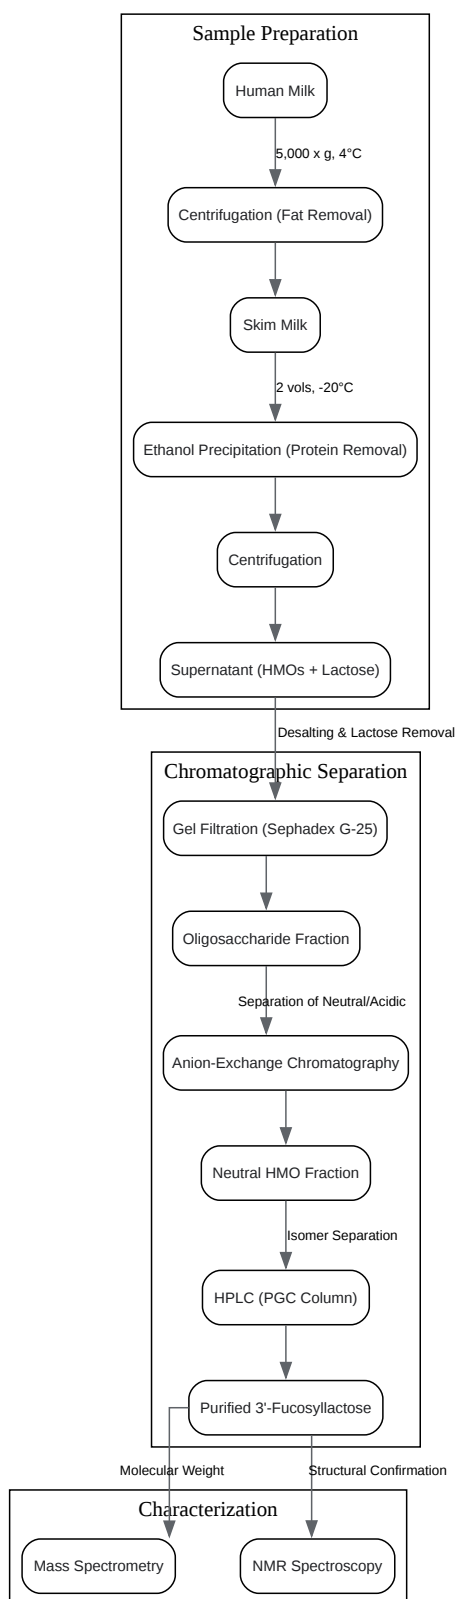 Sample Preparation
Human Milk
5,000 x g, 4°C
Centrifugation (Fat Removal)
Skim Milk
2 vols, -20°C
Ethanol Precipitation (Protein Removal)
Centrifugation
Supernatant (HMOs + Lactose)
Desalting & Lactose Removal
Chromatographic Separation
Gel Filtration (Sephadex G-25)
Oligosaccharide Fraction
Separation of Neutral/Acidic
Anion-Exchange Chromatography
Neutral HMO Fraction
Isomer Separation
HPLC (PGC Column)
Purified 3'-Fucosyllactose
Molecular Weight
Structural Confirmation
Characterization
Mass Spectrometry
NMR Spectroscopy